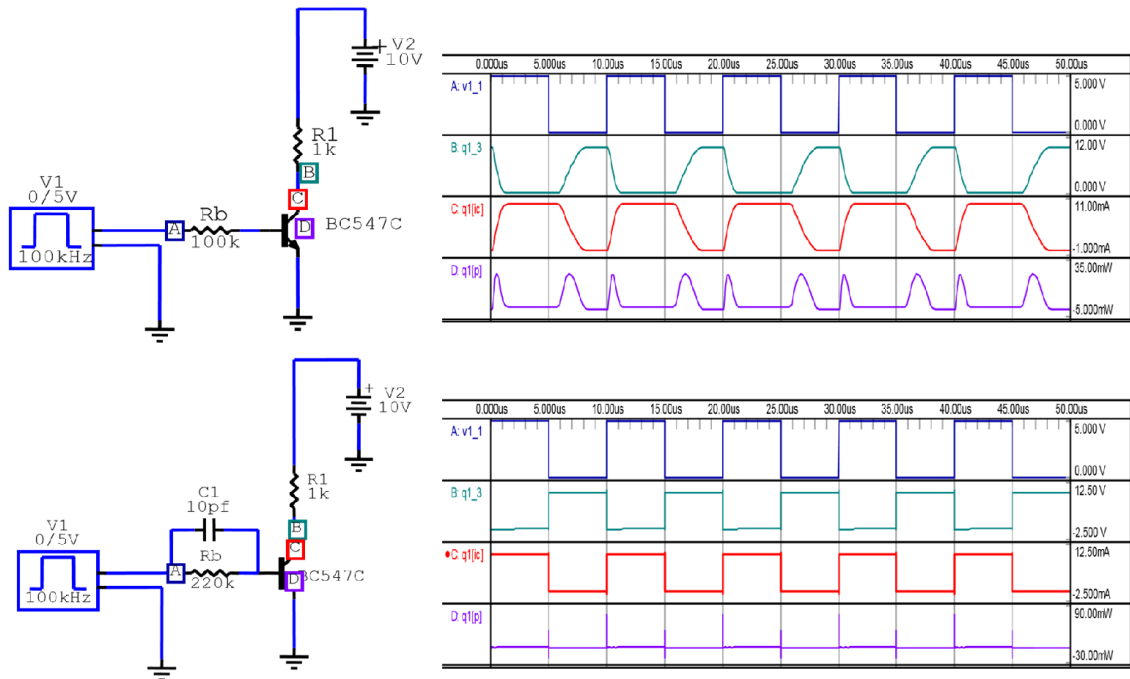 V2
10V
R1
1k
B
C
V1
0/5V
Rb
A
D
BC547C
100k
100kHz
0.000us 5.000us 10.00us 15.00us 20.00us 25.00us 30.00us 35.00us 40.00us 45.00us 50.00us
A: v1_1
5.000 V
0.000 V
B: q1_3
12.00 V
0.000 V
C: q1[ic]
11.00mA
-1.000mA
D: q1[p]
35.00mW
-5.000mW
V2
10V
R1
1k
C1
10pf
B
C
V1
0/5V
Rb
A
D
BC547C
220k
100kHz
0.000us 5.000us 10.00us 15.00us 20.00us 25.00us 30.00us 35.00us 40.00us 45.00us 50.00us
A: v1_1
5.000 V
0.000 V
B: q1_3
12.50 V
-2.500 V
C: q1[ic]
12.50mA
-2.500mA
D: q1[p]
90.00mW
-30.00mW